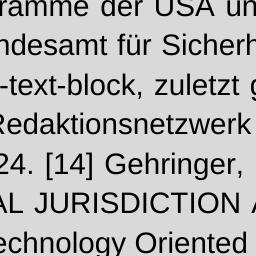 ramme der USA un
ndesamt für Sicherh
-text-block, zuletzt g
Redaktionsnetzwerk
24. [14] Gehringer,
AL JURISDICTION A
echnology Oriented